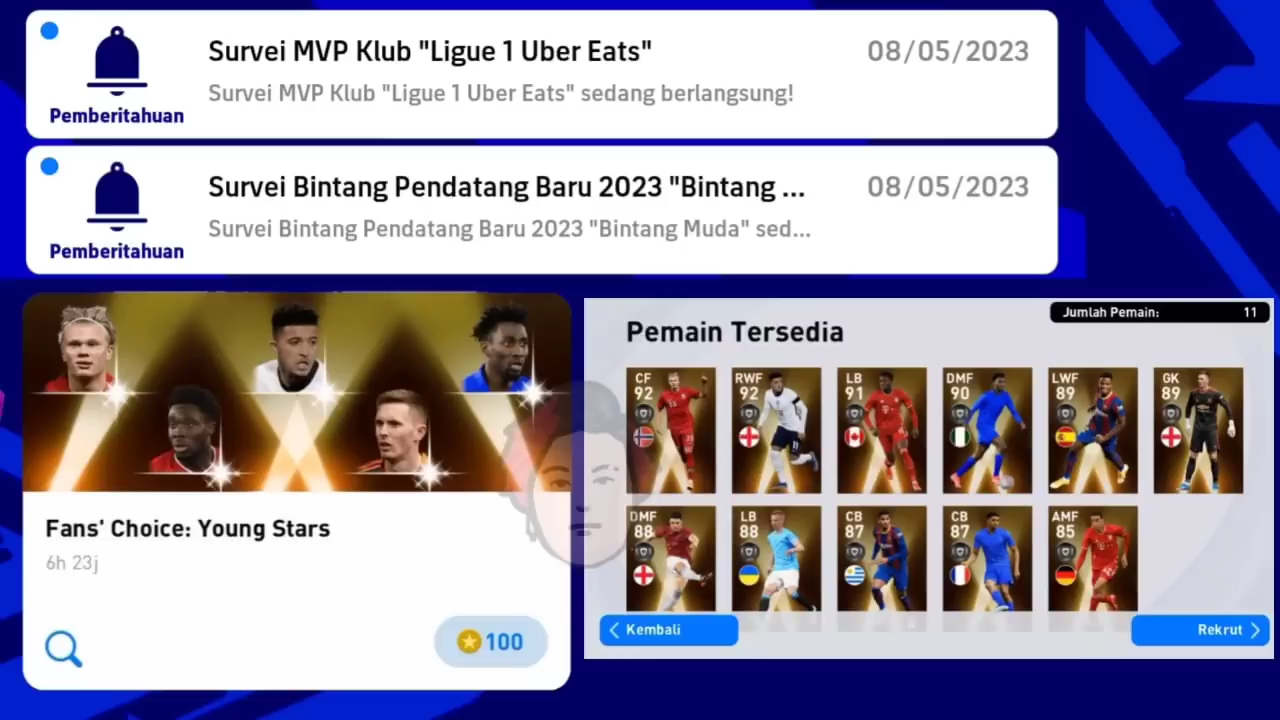 Survei MVP Klub "Ligue 1 Uber Eats"
08/05/2023
Survei MVP Klub "Ligue 1 Uber Eats" sedang berlangsung!
Pemberitahuan
Survei Bintang Pendatang Baru 2023 "Bintang ...
08/05/2023
Survei Bintang Pendatang Baru 2023 "Bintang Muda" sed...
Pemberitahuan
Fans' Choice: Young Stars
6h 23j
100
Jumlah Pemain: 11
Pemain Tersedia
CF RWF LB DMF LWF GK
92 92 91 90 89 89
DMF LB CB CB AMF
88 88 87 87 85
Kembali
Rekrut